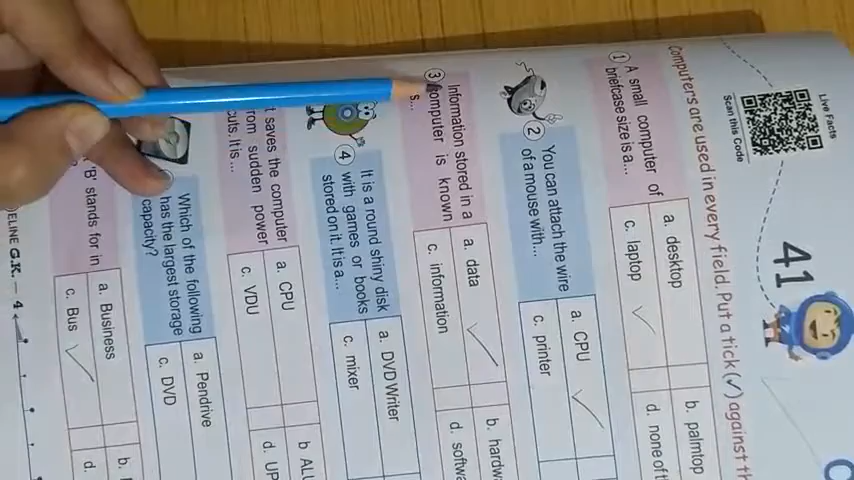 Live Facts
Scan this Code
41
Computers are used in every field. Put a tick (✓) against th
1 A small computer of
briefcase size is a...
a. desktop
b. palmtop
c. laptop
d. none of
2 You can attach the wire
of a mouse with...
a. CPU
c. printer
3 Information stored in a
computer is known
s...
a. data
b. hardw
c. information
d. softwa
4 It is a round shiny disk
with games or books
stored on it. It is a...
a. DVD Writer
c. mixer
t saves the computer
from sudden power
cuts. It is...
a. CPU
b ALU
c. VDU
d. UP
Which of the following
has the largest storage
capacity?
a. Pendrive
c. DVD
'B' stands for in
a. Business
b.
c. Bus
d.
ELINE GK. – 4